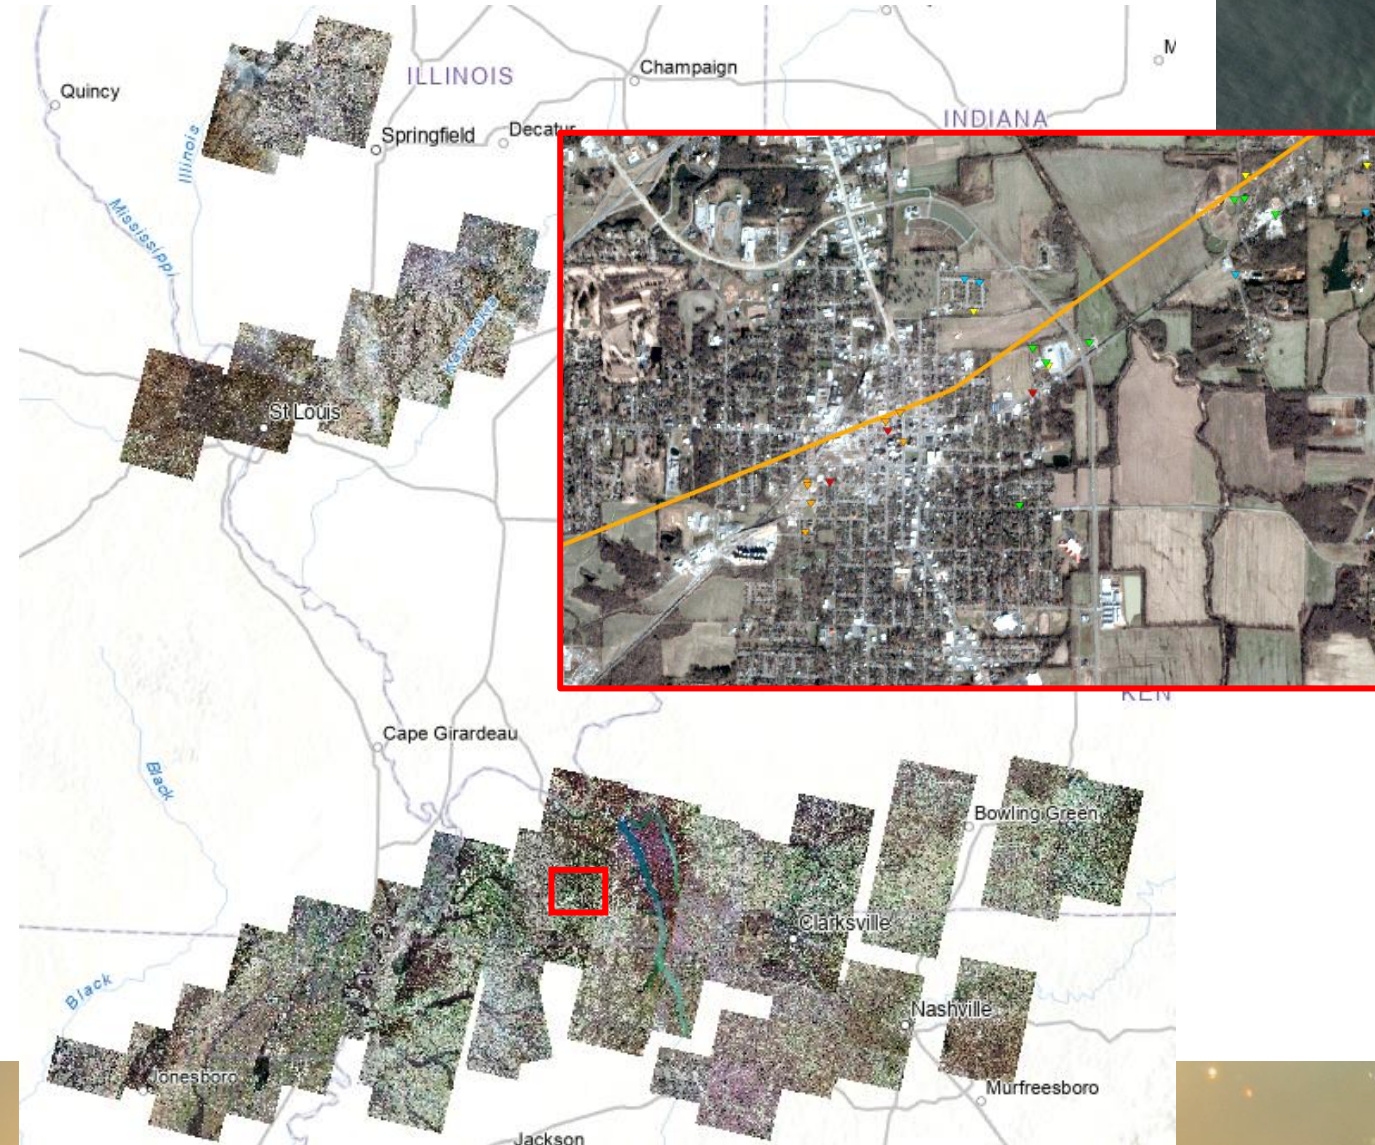 Quincy
ILLINOIS
Champaign
M
Springfield
Decatur
INDIANA
Illinois
Mississippi
Kaskaskia
St Louis
KEN
Cape Girardeau
Black
Bowling Green
Clarksville
Black
Nashville
Jonesboro
Murfreesboro
Jackson